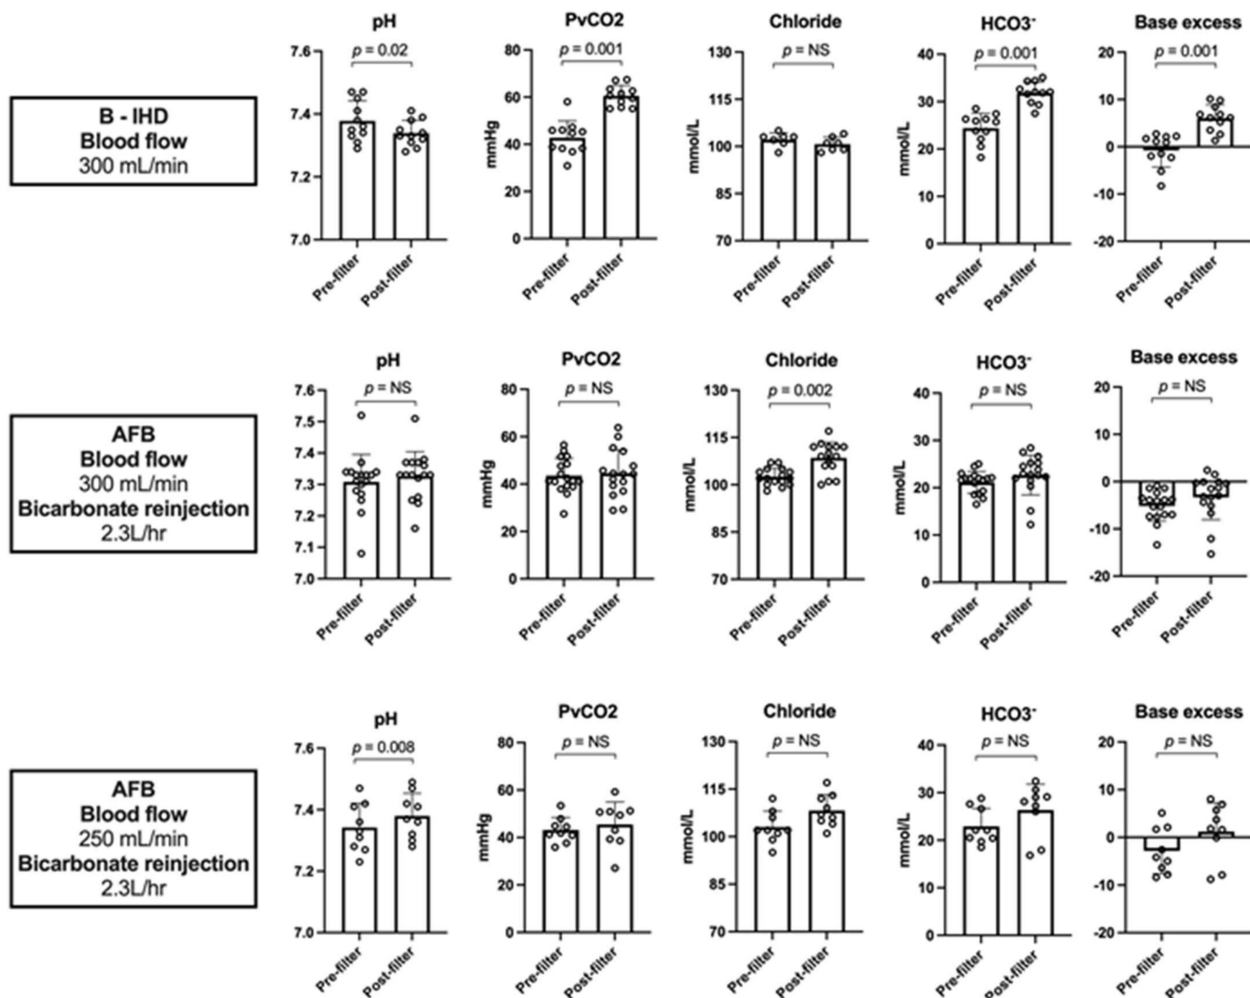 B - IHD
Blood flow
300 mL/min
pH
p = 0.02
7.6
7.4
7.2
7.0
Pre-filter
Post-filter
PvCO2
p = 0.001
mmHg
80
60
40
20
0
Pre-filter
Post-filter
Chloride
p = NS
mmol/L
130
115
100
85
70
Pre-filter
Post-filter
HCO3-
p = 0.001
mmol/L
40
30
20
10
0
Pre-filter
Post-filter
Base excess
p = 0.001
20
10
0
-10
-20
Pre-filter
Post-filter
AFB
Blood flow
300 mL/min
Bicarbonate reinjection
2.3L/hr
pH
p = NS
7.6
7.5
7.4
7.3
7.2
7.1
7.0
Pre-filter
Post-filter
PvCO2
p = NS
mmHg
80
60
40
20
0
Pre-filter
Post-filter
Chloride
p = 0.002
mmol/L
130
115
100
85
70
Pre-filter
Post-filter
HCO3-
p = NS
mmol/L
40
30
20
10
0
Pre-filter
Post-filter
Base excess
p = NS
20
10
0
-10
-20
Pre-filter
Post-filter
AFB
Blood flow
250 mL/min
Bicarbonate reinjection
2.3L/hr
pH
p = 0.008
7.6
7.4
7.2
7.0
Pre-filter
Post-filter
PvCO2
p = NS
mmHg
80
60
40
20
0
Pre-filter
Post-filter
Chloride
p = NS
mmol/L
130
115
100
85
70
Pre-filter
Post-filter
HCO3-
p = NS
mmol/L
40
30
20
10
0
Pre-filter
Post-filter
Base excess
p = NS
20
10
0
-10
-20
Pre-filter
Post-filter